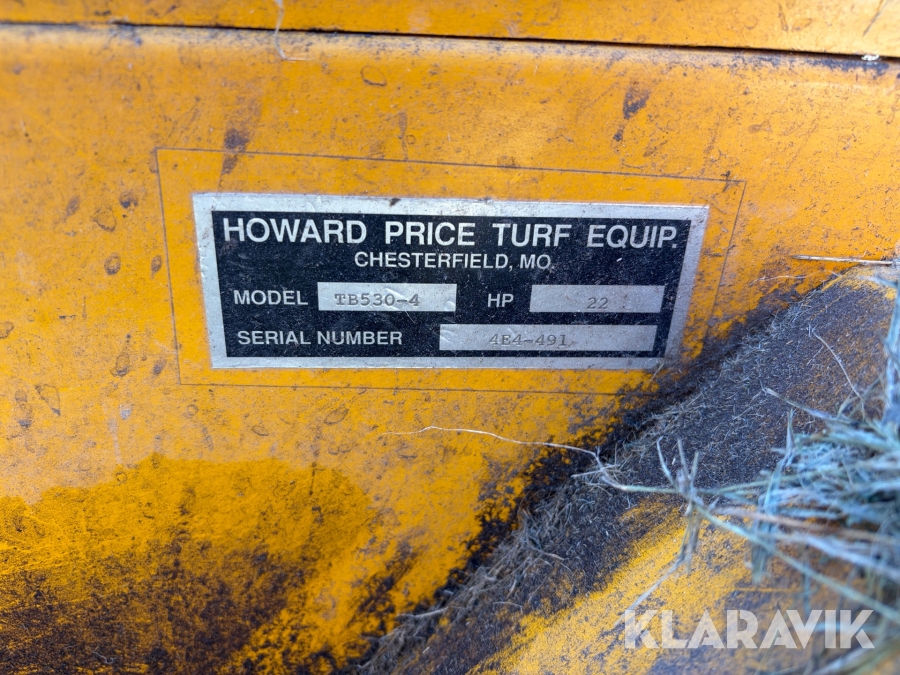 HOWARD PRICE TURF EQUIP.
CHESTERFIELD, MO.
MODEL TB530-4 HP 22
SERIAL NUMBER 4E4-491
KLARAVIK